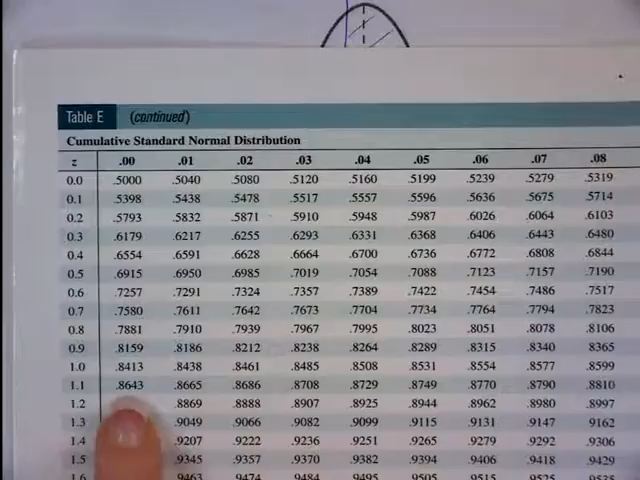 Table E (continued)
Cumulative Standard Normal Distribution
z .00 .01 .02 .03 .04 .05 .06 .07 .08
0.0 .5000 .5040 .5080 .5120 .5160 .5199 .5239 .5279 .5319
0.1 .5398 .5438 .5478 .5517 .5557 .5596 .5636 .5675 .5714
0.2 .5793 .5832 .5871 .5910 .5948 .5987 .6026 .6064 .6103
0.3 .6179 .6217 .6255 .6293 .6331 .6368 .6406 .6443 .6480
0.4 .6554 .6591 .6628 .6664 .6700 .6736 .6772 .6808 .6844
0.5 .6915 .6950 .6985 .7019 .7054 .7088 .7123 .7157 .7190
0.6 .7257 .7291 .7324 .7357 .7389 .7422 .7454 .7486 .7517
0.7 .7580 .7611 .7642 .7673 .7704 .7734 .7764 .7794 .7823
0.8 .7881 .7910 .7939 .7967 .7995 .8023 .8051 .8078 .8106
0.9 .8159 .8186 .8212 .8238 .8264 .8289 .8315 .8340 .8365
1.0 .8413 .8438 .8461 .8485 .8508 .8531 .8554 .8577 .8599
1.1 .8643 .8665 .8686 .8708 .8729 .8749 .8770 .8790 .8810
1.2 .8869 .8888 .8907 .8925 .8944 .8962 .8980 .8997
1.3 .9049 .9066 .9082 .9099 .9115 .9131 .9147 .9162
1.4 .9207 .9222 .9236 .9251 .9265 .9279 .9292 .9306
1.5 .9345 .9357 .9370 .9382 .9394 .9406 .9418 .9429
1.6 .9463 .9474 .9484 .9495 .9505 .9515 .9525 .9535